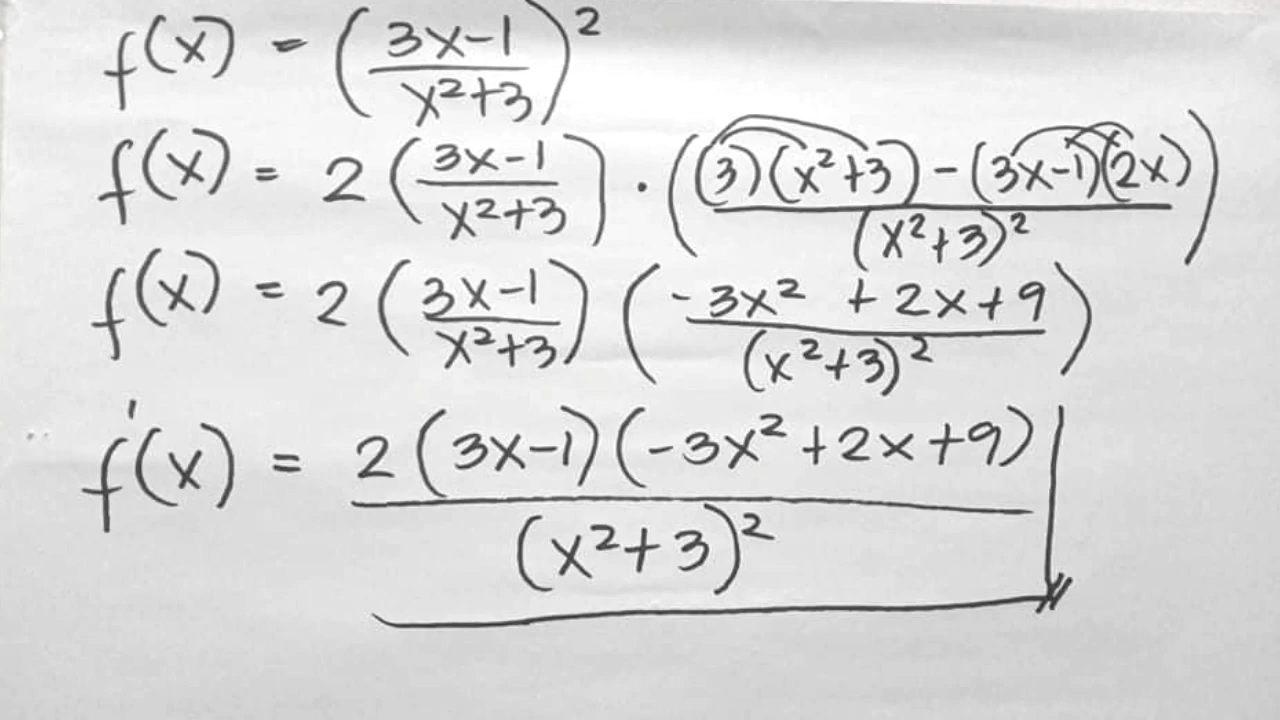 f(x) = ((3x-1)/(x²+3))²
f(x) = 2((3x-1)/(x²+3)) · (((3)(x²+3)-(3x-1)(2x))/(x²+3)²)
f(x) = 2((3x-1)/(x²+3))((-3x² +2x+9)/(x²+3)²)
f'(x) = 2(3x-1)(-3x²+2x+9)/(x²+3)²